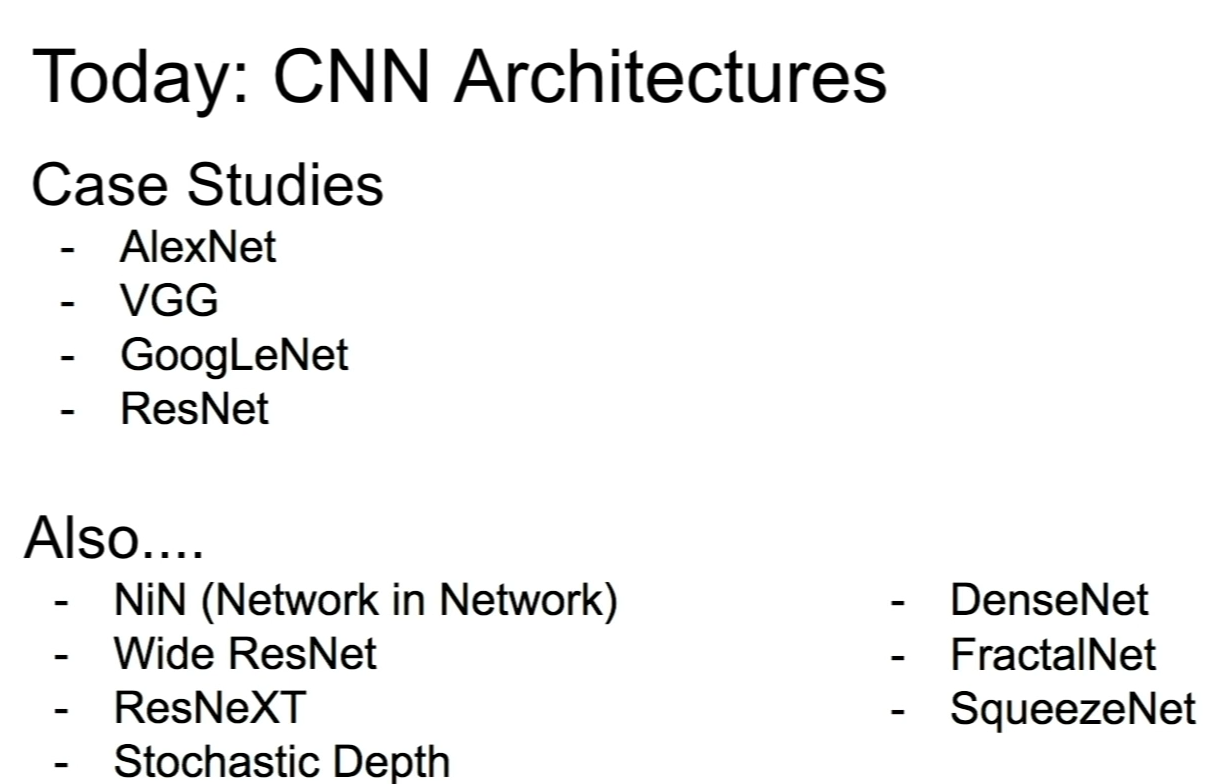 Today: CNN Architectures
Case Studies
- AlexNet
- VGG
- GoogLeNet
- ResNet
Also....
- NiN (Network in Network)
- Wide ResNet
- ResNeXT
- Stochastic Depth
- DenseNet
- FractalNet
- SqueezeNet